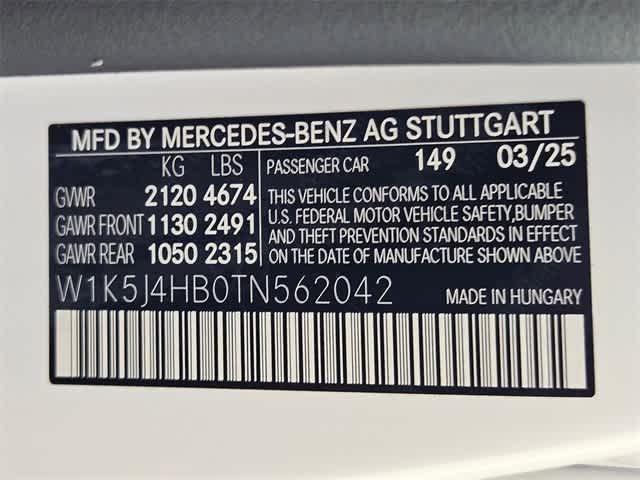 MFD BY MERCEDES-BENZ AG STUTTGART
KG LBS PASSENGER CAR 149 03/25
GVWR 2120 4674
GAWR FRONT 1130 2491
GAWR REAR 1050 2315
THIS VEHICLE CONFORMS TO ALL APPLICABLE
U.S. FEDERAL MOTOR VEHICLE SAFETY,BUMPER
AND THEFT PREVENTION STANDARDS IN EFFECT
ON THE DATE OF MANUFACTURE SHOWN ABOVE
W1K5J4HB0TN562042 MADE IN HUNGARY